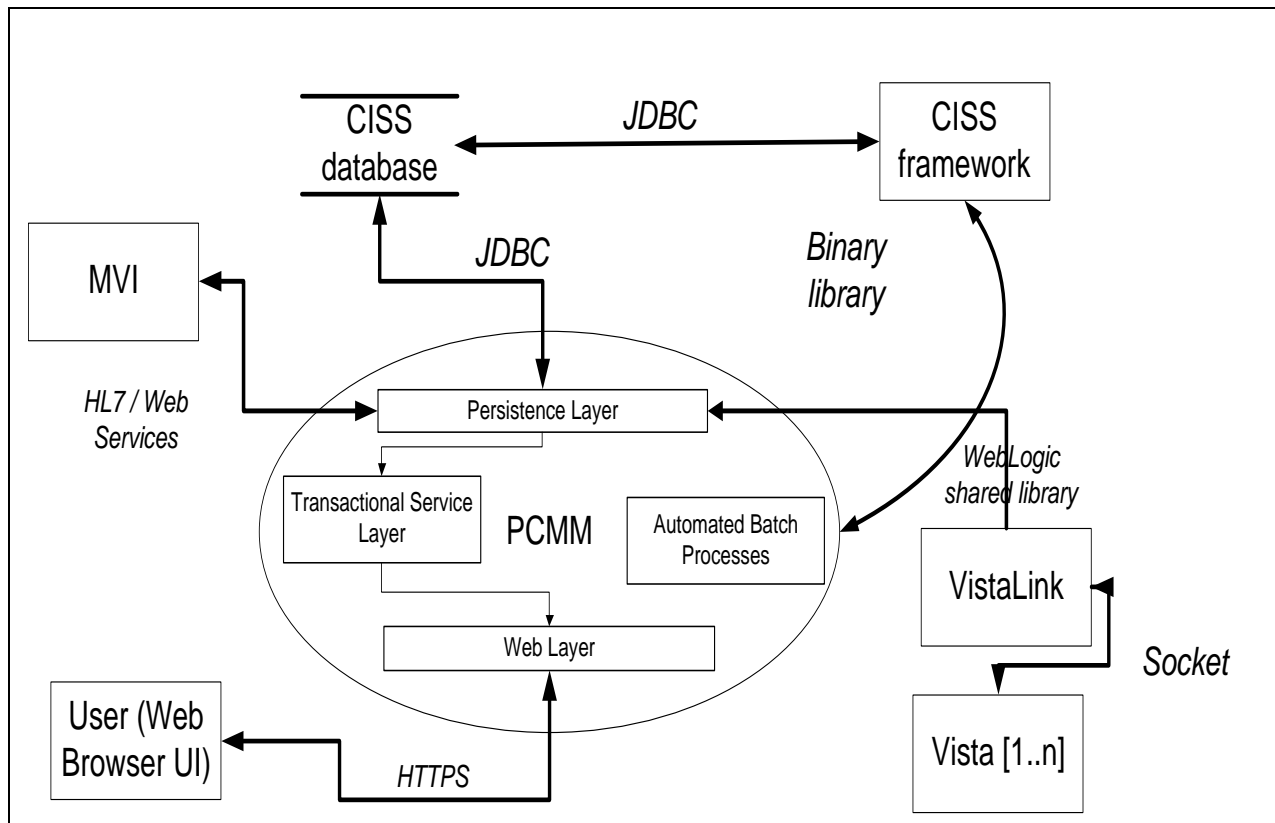 CISS
database
JDBC
CISS
framework
MVI
JDBC
Binary
library
HL7 / Web
Services
Persistence Layer
WebLogic
shared library
Transactional Service
Layer
PCMM
Automated Batch
Processes
VistaLink
Web Layer
Socket
User (Web
Browser UI)
HTTPS
Vista [1..n]